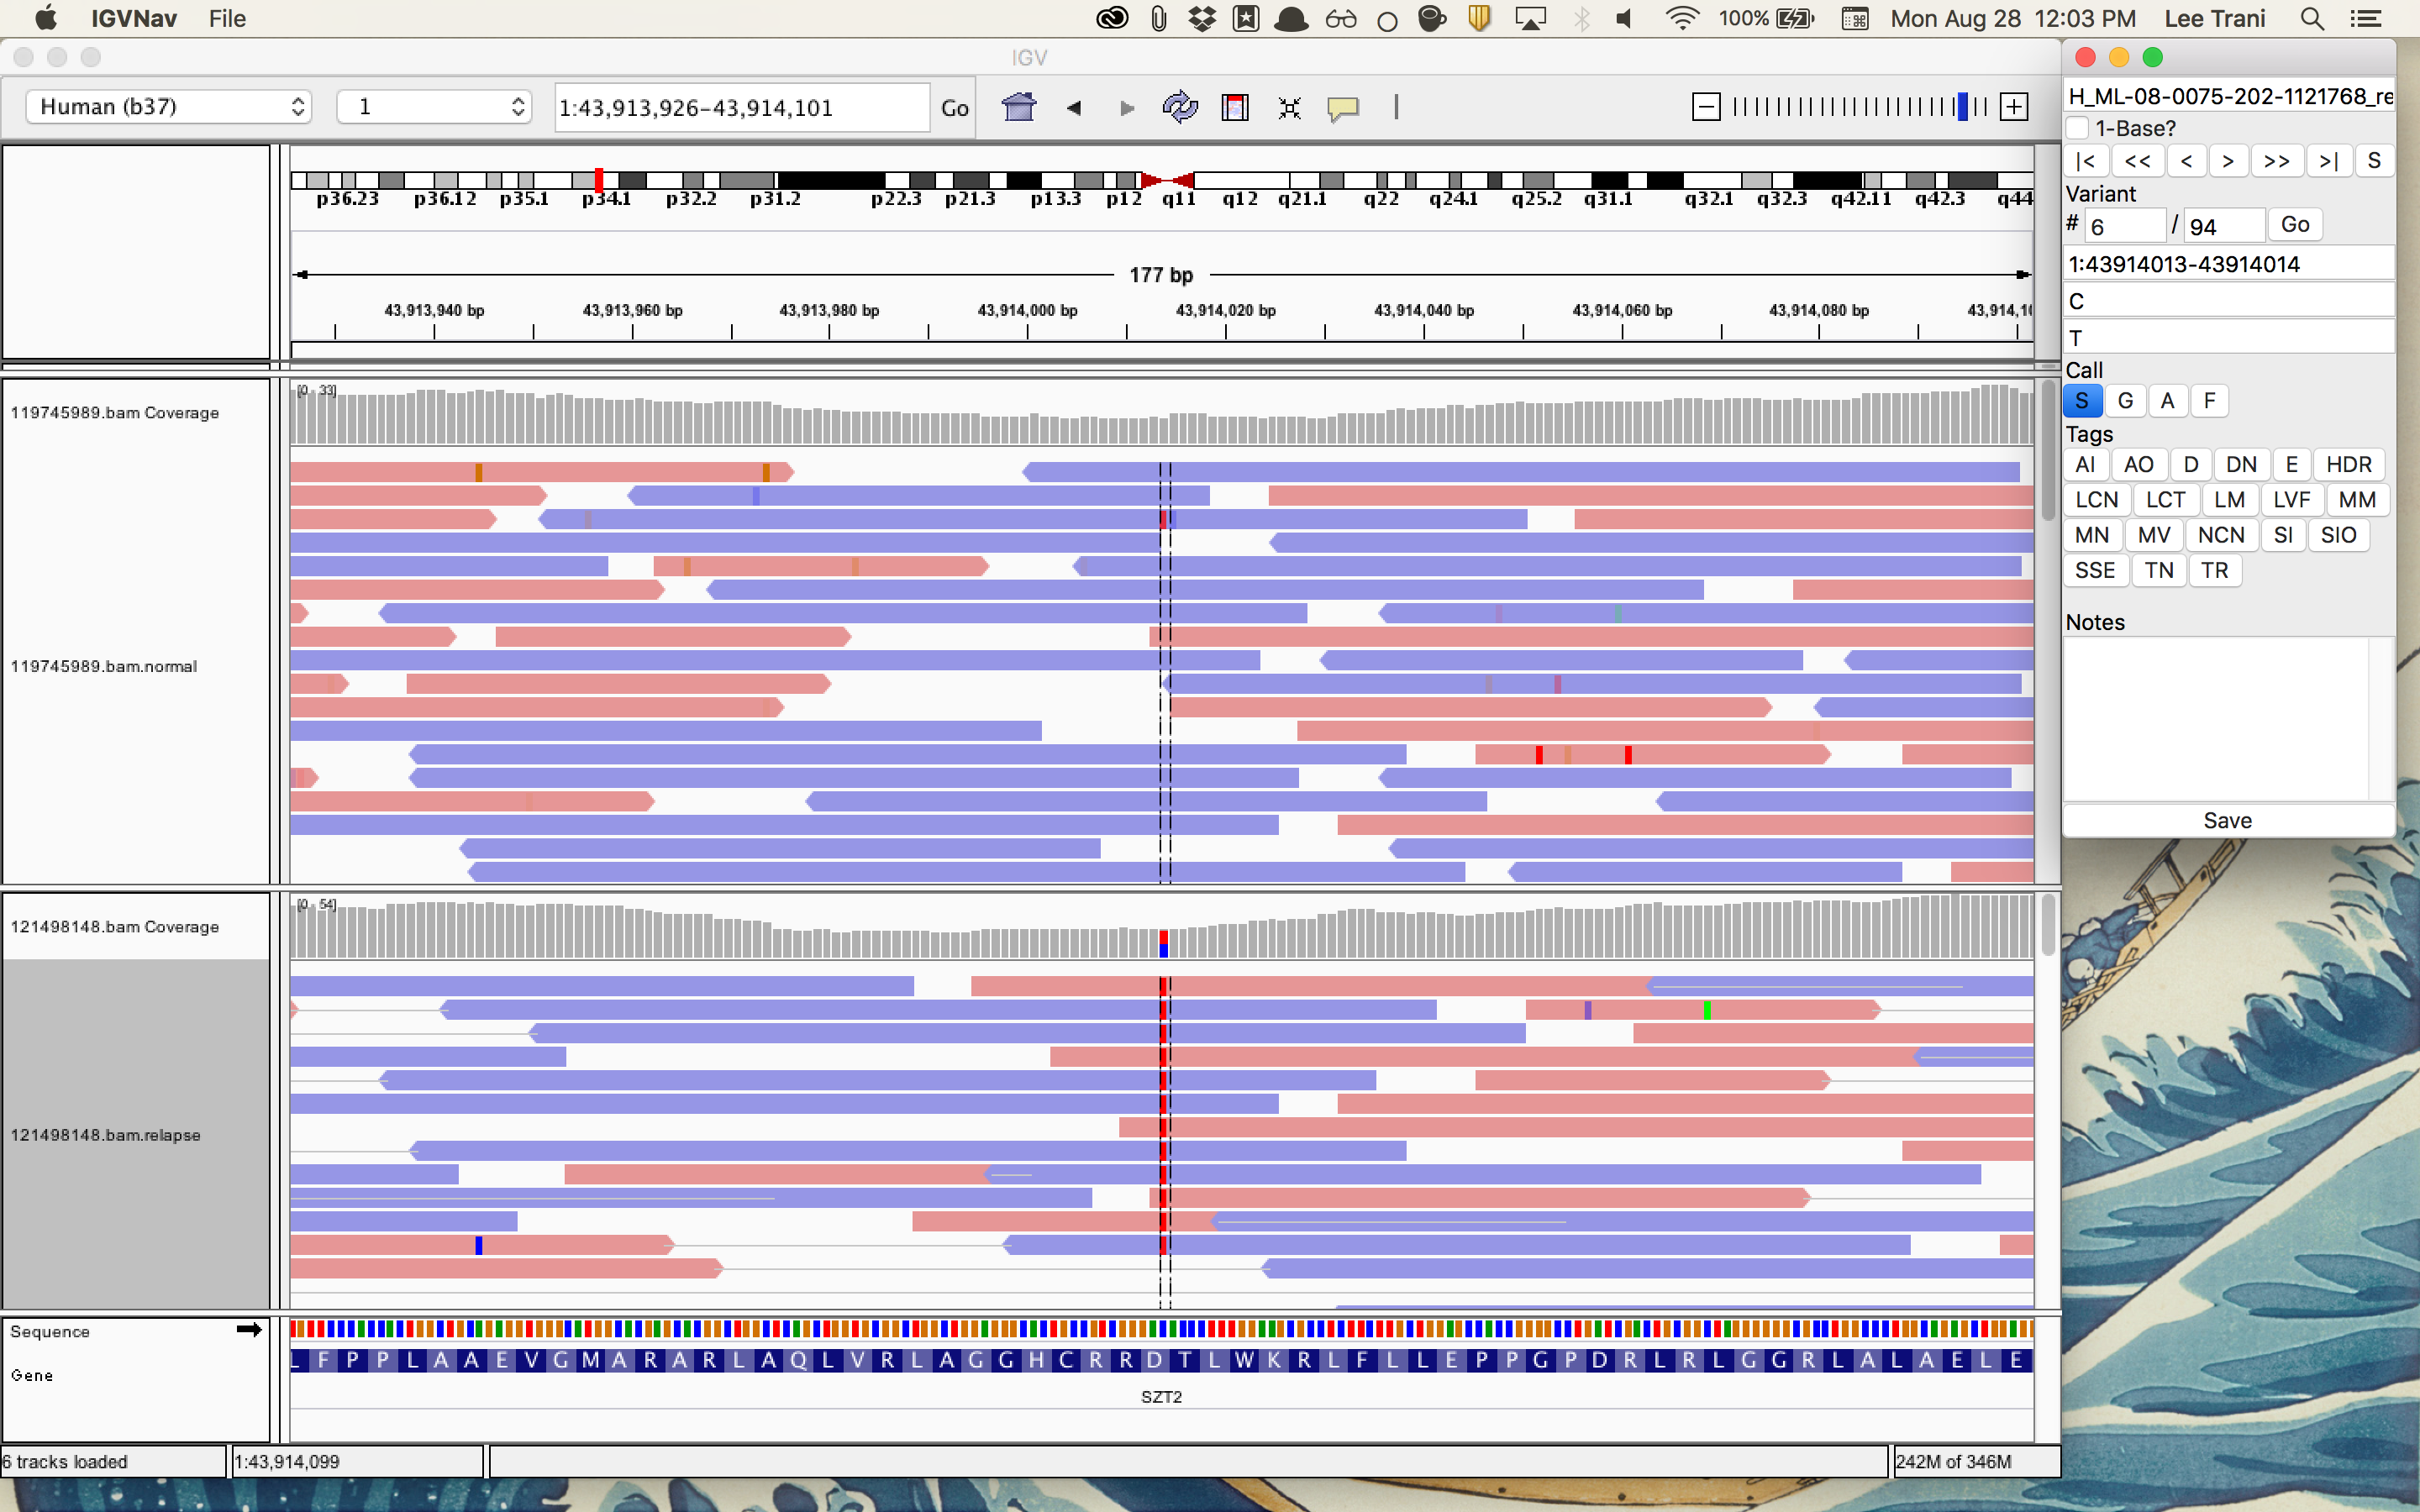 IGVNav File 100% Mon Aug 28 12:03 PM Lee Trani
IGV
Human (b37) 1 1:43,913,926-43,914,101 Go
p36.23 p36.12 p35.1 p34.1 p32.2 p31.2 p22.3 p21.3 p13.3 p12 q11 q12 q21.1 q22 q24.1 q25.2 q31.1 q32.1 q32.3 q42.11 q42.3 q44
177 bp
43,913,940 bp 43,913,960 bp 43,913,980 bp 43,914,000 bp 43,914,020 bp 43,914,040 bp 43,914,060 bp 43,914,080 bp 43,914,10
[0 - 33]
119745989.bam Coverage
119745989.bam.normal
[0 - 54]
121498148.bam Coverage
121498148.bam.relapse
Sequence
Gene
L F P P L A A E V G M A R A R L A Q L V R L A G G H C R R D T L W K R L F L L E P P G P D R L R L G G R L A L A E L E
SZT2
6 tracks loaded 1:43,914,099 242M of 346M
H_ML-08-0075-202-1121768_re
1-Base?
|< << < > >> >| S
Variant
# 6 / 94 Go
1:43914013-43914014
C
T
Call
S G A F
Tags
AI AO D DN E HDR
LCN LCT LM LVF MM
MN MV NCN SI SIO
SSE TN TR
Notes
Save